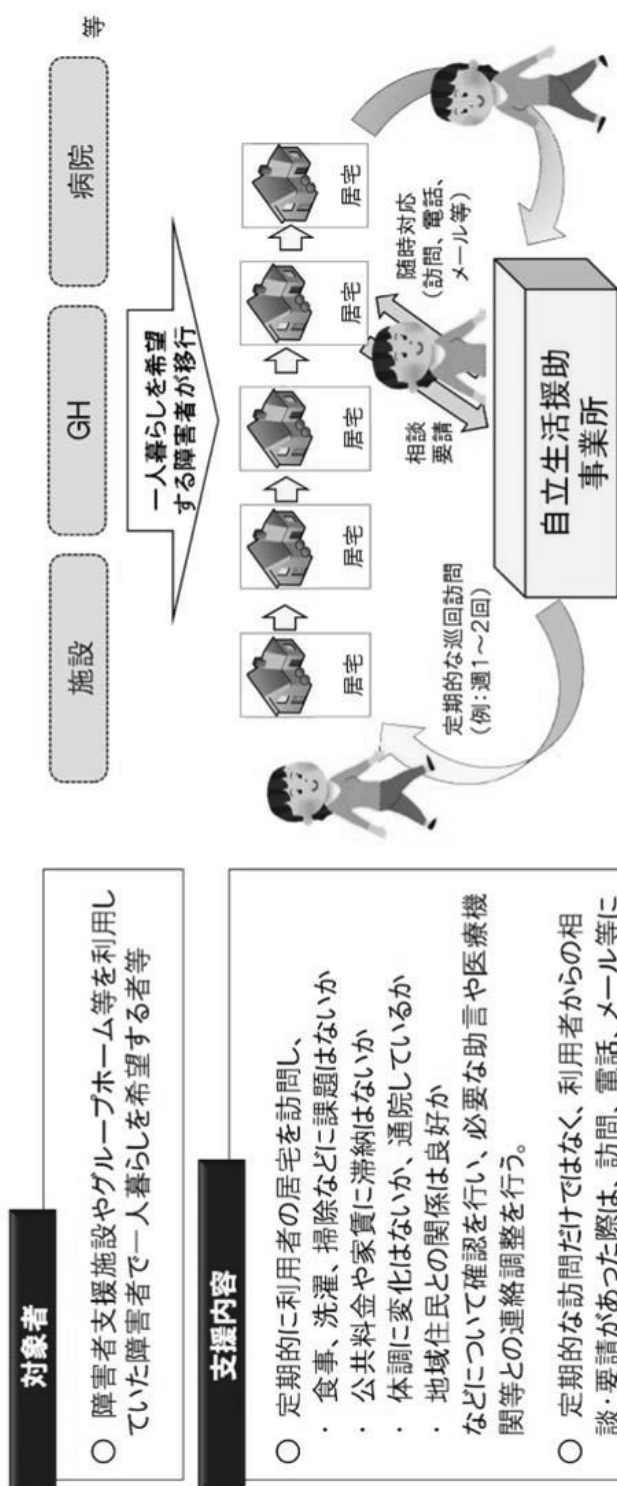 対象者
○ 障害者支援施設やグループホーム等を利用し
ていた障害者で一人暮らしを希望する者等
支援内容
○ 定期的に利用者の居宅を訪問し、
・ 食事、洗濯、掃除などに課題はないか
・ 公共料金や家賃に滞納はないか
・ 体調に変化はないか、通院しているか
・ 地域住民との関係は良好か
などについて確認を行い、必要な助言や医療機
関等との連絡調整を行う。
○ 定期的な訪問だけではなく、利用者からの相
談・要請があった際は、訪問、電話、メール等に
施設
GH
病院
等
一人暮らしを希望
する障害者が移行
居宅
居宅
居宅
居宅
居宅
定期的な巡回訪問
(例:週1～2回)
相談
要請
随時対応
(訪問、電話、
メール等)
自立生活援助
事業所